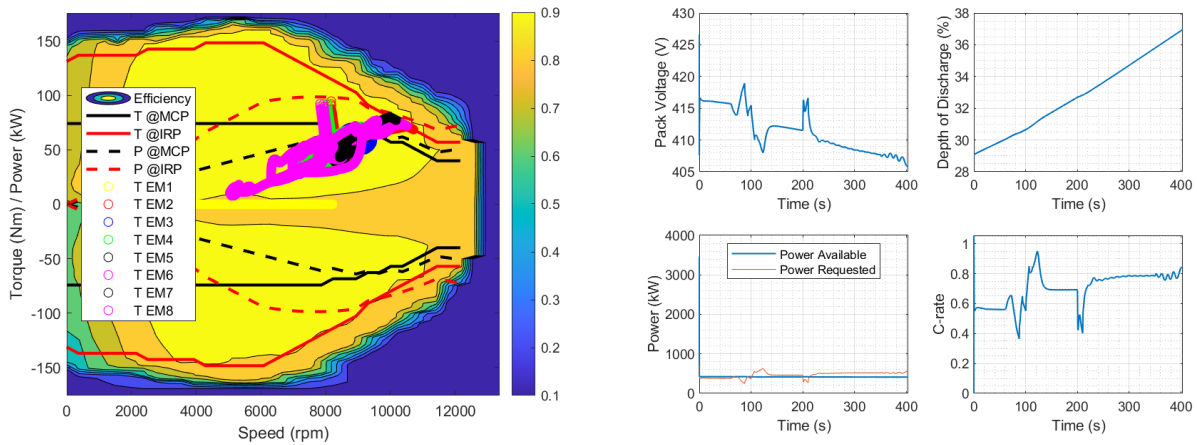 150
100
50
0
-50
-100
-150
Torque (Nm) / Power (kW)
Efficiency
T @MCP
T @IRP
P @MCP
P @IRP
T EM1
T EM2
T EM3
T EM4
T EM5
T EM6
T EM7
T EM8
0 2000 4000 6000 8000 10000 12000
Speed (rpm)
0.9
0.8
0.7
0.6
0.5
0.4
0.3
0.2
0.1
430
425
420
415
410
405
Pack Voltage (V)
0 100 200 300 400
Time (s)
38
36
34
32
30
28
Depth of Discharge (%)
0 100 200 300 400
Time (s)
4000
3000
2000
1000
0
Power (kW)
Power Available
Power Requested
0 100 200 300 400
Time (s)
1
0.8
0.6
0.4
0.2
0
C-rate
0 100 200 300 400
Time (s)